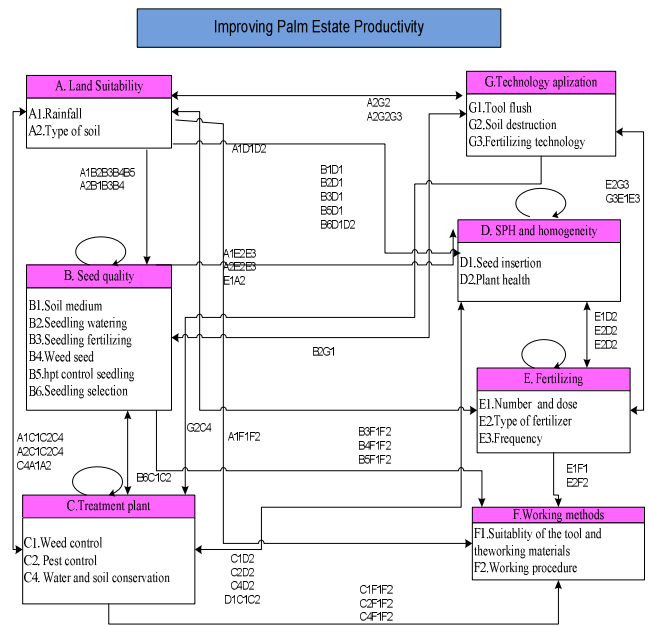 Improving Palm Estate Productivity
A. Land Suitability
A1.Rainfall
A2.Type of soil
G.Technology aplization
G1.Tool flush
G2.Soil destruction
G3.Fertilizing technology
A2G2
A2G2G3
A1D1D2
A1B2B3B4B5
A2B1B3B4
B1D1
B2D1
B3D1
B5D1
B6D1D2
E2G3
G3E1E3
D. SPH and homogeneity
D1.Seed insertion
D2.Plant health
A1E2E3
A2E2E3
E1A2
B. Seed quality
B1.Soil medium
B2.Seedling watering
B3.Seedling fertilizing
B4.Weed seed
B5.hpt control seedling
B6.Seedling selection
E1D2
E2D2
E2D2
B2G1
E. Fertilizing
E1.Number and dose
E2.Type of fertilizer
E3.Frequency
A1C1C2C4
A2C1C2C4
C4A1A2
B6C1C2
G2C4
A1F1F2
B3F1F2
B4F1F2
B5F1F2
E1F1
E2F2
C.Treatment plant
C1.Weed control
C2. Pest control
C4. Water and soil conservation
F.Working methods
F1.Suitablity of the tool and
theworking materials
F2.Working procedure
C1D2
C2D2
C4D2
D1C1C2
C1F1F2
C2F1F2
C4F1F2